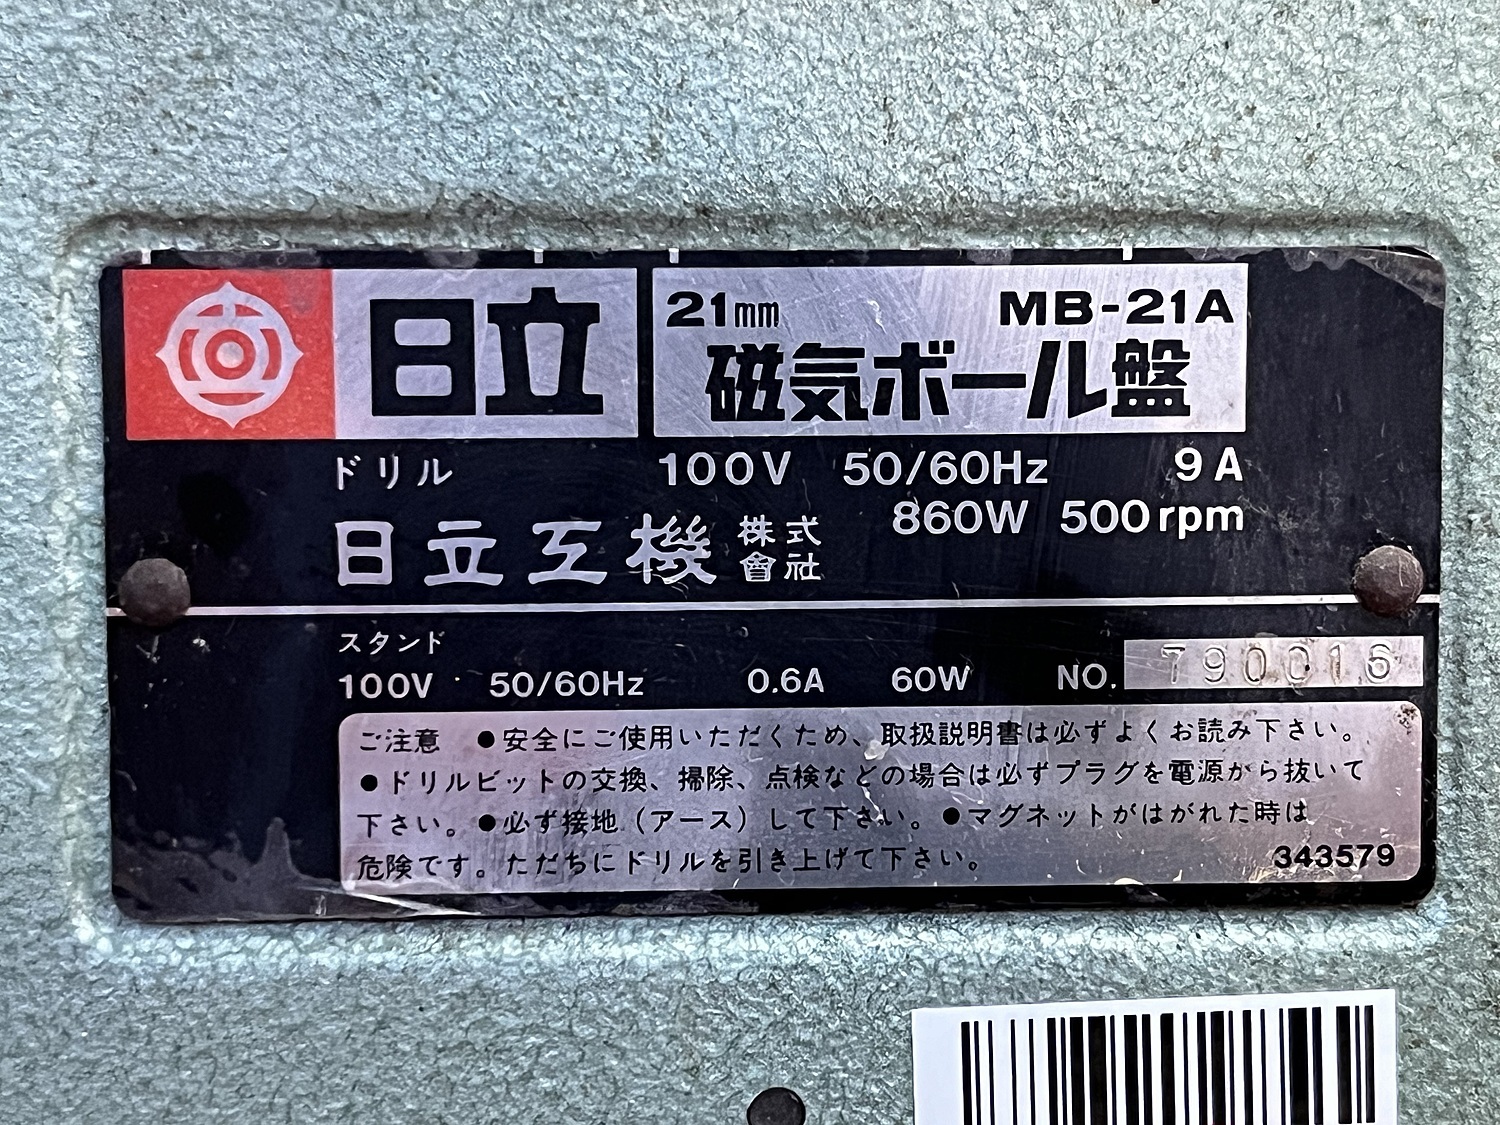 日立
21mm MB-21A
磁気ボール盤
ドリル 100V 50/60Hz 9A
860W 500rpm
日立工機 株式會社
スタンド
100V 50/60Hz 0.6A 60W NO. 790016
ご注意 ●安全にご使用いただくため、取扱説明書は必ずよくお読み下さい。
●ドリルビットの交換、掃除、点検などの場合は必ずプラグを電源から抜いて
下さい。●必ず接地（アース）して下さい。●マグネットがはがれた時は
危険です。ただちにドリルを引き上げて下さい。 343579